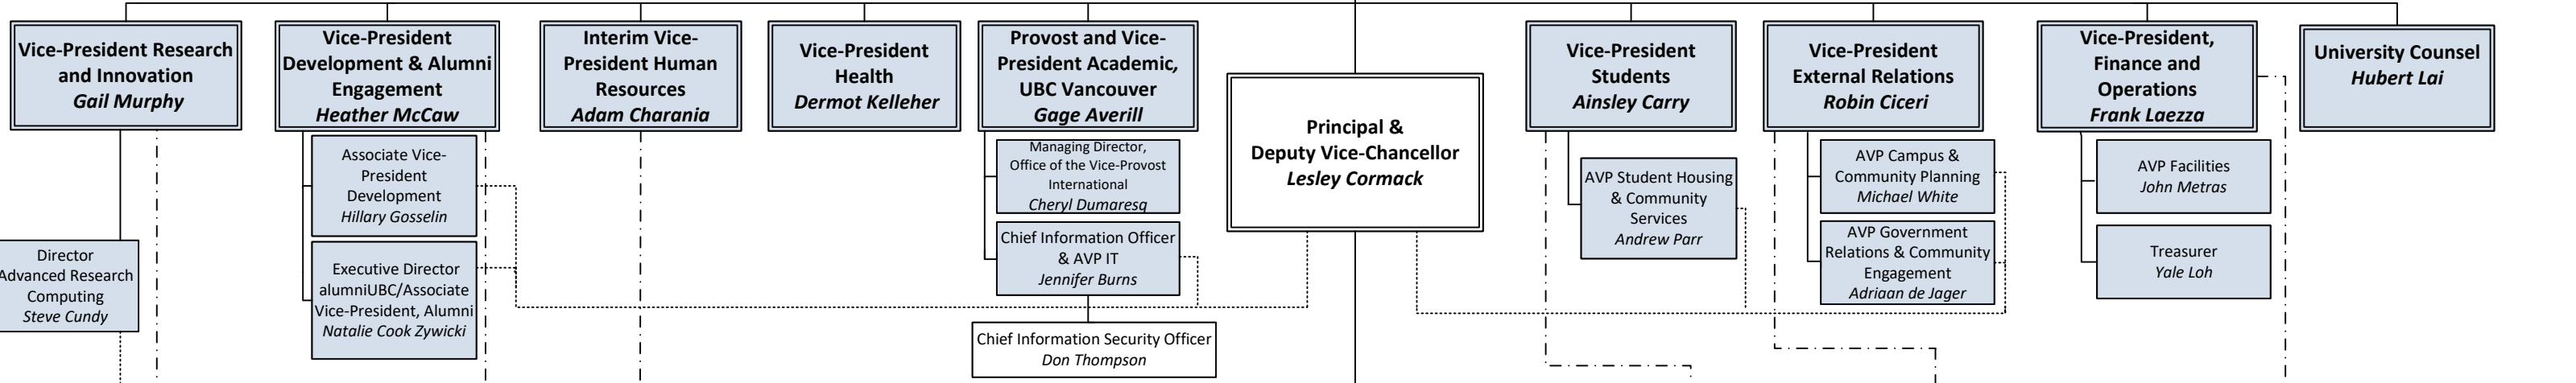 Vice-President Research
and Innovation
Gail Murphy
Vice-President
Development & Alumni
Engagement
Heather McCaw
Interim Vice-
President Human
Resources
Adam Charania
Vice-President
Health
Dermot Kelleher
Provost and Vice-
President Academic,
UBC Vancouver
Gage Averill
Principal &
Deputy Vice-Chancellor
Lesley Cormack
Vice-President
Students
Ainsley Carry
Vice-President
External Relations
Robin Ciceri
Vice-President,
Finance and
Operations
Frank Laezza
University Counsel
Hubert Lai
Director
Advanced Research
Computing
Steve Cundy
Associate Vice-
President
Development
Hillary Gosselin
Executive Director
alumniUBC/Associate
Vice-President, Alumni
Natalie Cook Zywicki
Managing Director,
Office of the Vice-Provost
International
Cheryl Dumaresq
Chief Information Officer
& AVP IT
Jennifer Burns
Chief Information Security Officer
Don Thompson
AVP Student Housing
& Community
Services
Andrew Parr
AVP Campus &
Community Planning
Michael White
AVP Government
Relations & Community
Engagement
Adriaan de Jager
AVP Facilities
John Metras
Treasurer
Yale Loh